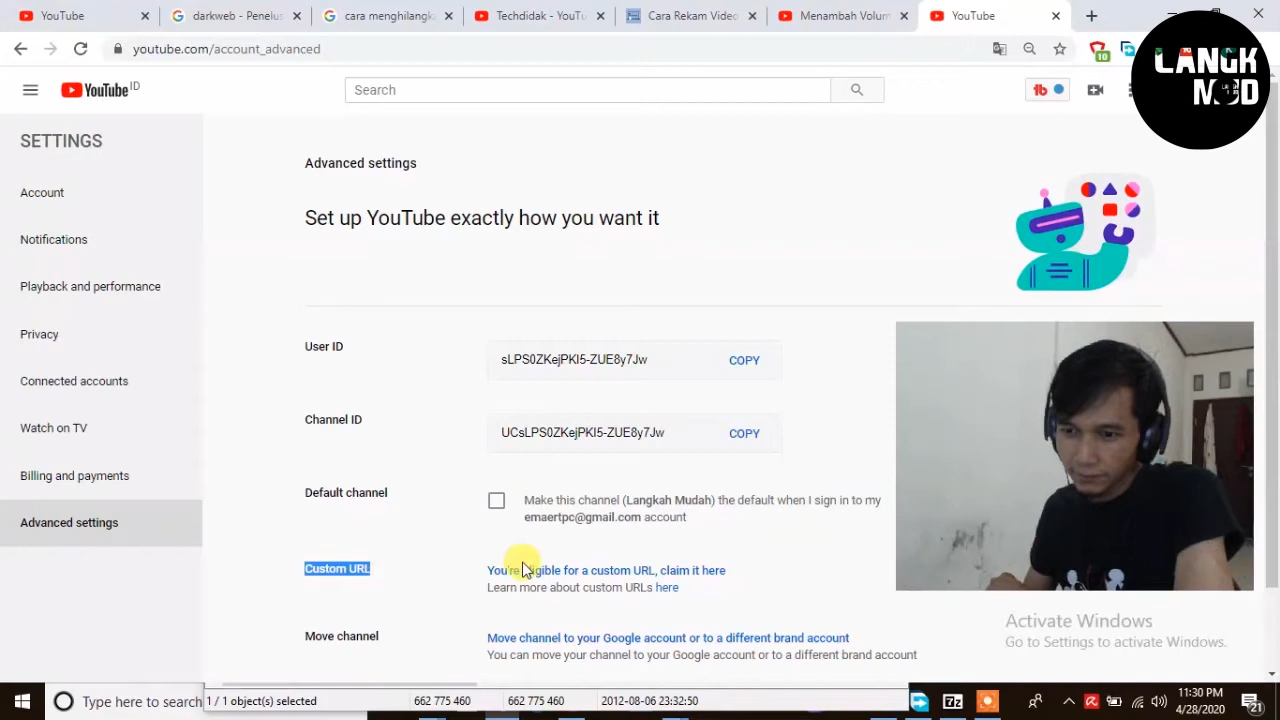 YouTube
darkweb - Penelus
cara menghilangka
Techdidak - YouTu
Cara Rekam Video
Menambah Volum
YouTube
youtube.com/account_advanced
10
LANGK
MUD
YouTube ID
Search
tb
SETTINGS
Account
Notifications
Playback and performance
Privacy
Connected accounts
Watch on TV
Billing and payments
Advanced settings
Advanced settings
Set up YouTube exactly how you want it
User ID
sLPS0ZKejPKI5-ZUE8y7Jw
COPY
Channel ID
UCsLPS0ZKejPKI5-ZUE8y7Jw
COPY
Default channel
Make this channel (Langkah Mudah) the default when I sign in to my
emaertpc@gmail.com account
Custom URL
You're eligible for a custom URL, claim it here
Learn more about custom URLs here
Move channel
Move channel to your Google account or to a different brand account
You can move your channel to your Google account or to a different brand account
Activate Windows
Go to Settings to activate Windows.
Type here to search
1 / 1 object(s) selected
662 775 460
662 775 460
2012-08-06 23:32:50
11:30 PM
4/28/2020
21